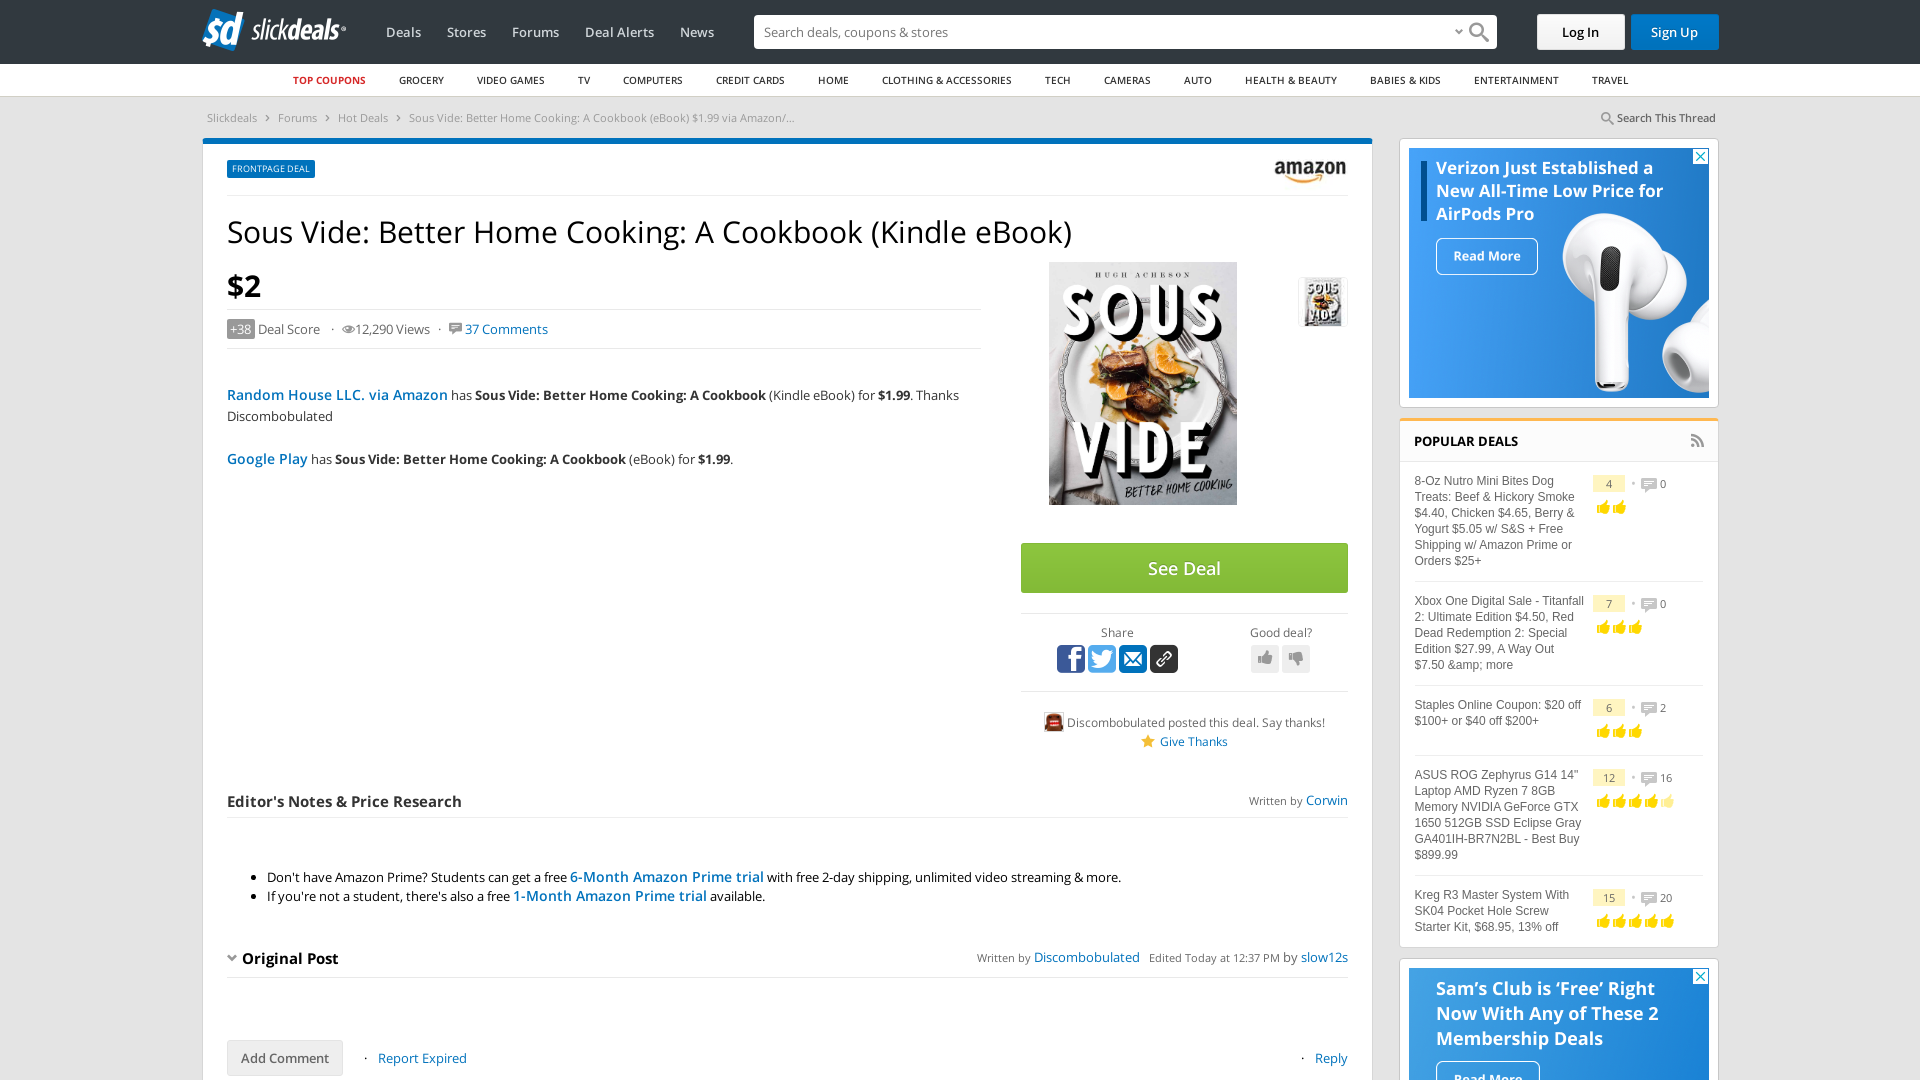 sd slickdeals
Deals Stores Forums Deal Alerts News Search deals, coupons & stores Log In Sign Up
TOP COUPONS GROCERY VIDEO GAMES TV COMPUTERS CREDIT CARDS HOME CLOTHING & ACCESSORIES TECH CAMERAS AUTO HEALTH & BEAUTY BABIES & KIDS ENTERTAINMENT TRAVEL
Slickdeals > Forums > Hot Deals > Sous Vide: Better Home Cooking: A Cookbook (eBook) $1.99 via Amazon/...
Search This Thread
FRONTPAGE DEAL
amazon
Sous Vide: Better Home Cooking: A Cookbook (Kindle eBook)
$2
+38 Deal Score · 12,290 Views · 37 Comments
Random House LLC. via Amazon has Sous Vide: Better Home Cooking: A Cookbook (Kindle eBook) for $1.99. Thanks
Discombobulated
Google Play has Sous Vide: Better Home Cooking: A Cookbook (eBook) for $1.99.
HUGH ACHESON
SOUS
VIDE
BETTER HOME COOKING
SOUS
VIDE
See Deal
Share
Good deal?
Discombobulated posted this deal. Say thanks!
Give Thanks
Editor's Notes & Price Research
Written by Corwin
• Don't have Amazon Prime? Students can get a free 6-Month Amazon Prime trial with free 2-day shipping, unlimited video streaming & more.
• If you're not a student, there's also a free 1-Month Amazon Prime trial available.
Original Post
Written by Discombobulated Edited Today at 12:37 PM by slow12s
Add Comment · Report Expired
· Reply
Verizon Just Established a
New All-Time Low Price for
AirPods Pro
Read More
POPULAR DEALS
8-Oz Nutro Mini Bites Dog
Treats: Beef & Hickory Smoke
$4.40, Chicken $4.65, Berry &
Yogurt $5.05 w/ S&S + Free
Shipping w/ Amazon Prime or
Orders $25+
4 • 0
Xbox One Digital Sale - Titanfall
2: Ultimate Edition $4.50, Red
Dead Redemption 2: Special
Edition $27.99, A Way Out
$7.50 &amp; more
7 • 0
Staples Online Coupon: $20 off
$100+ or $40 off $200+
6 • 2
ASUS ROG Zephyrus G14 14"
Laptop AMD Ryzen 7 8GB
Memory NVIDIA GeForce GTX
1650 512GB SSD Eclipse Gray
GA401IH-BR7N2BL - Best Buy
$899.99
12 • 16
Kreg R3 Master System With
SK04 Pocket Hole Screw
Starter Kit, $68.95, 13% off
15 • 20
Sam's Club is 'Free' Right
Now With Any of These 2
Membership Deals
Read More